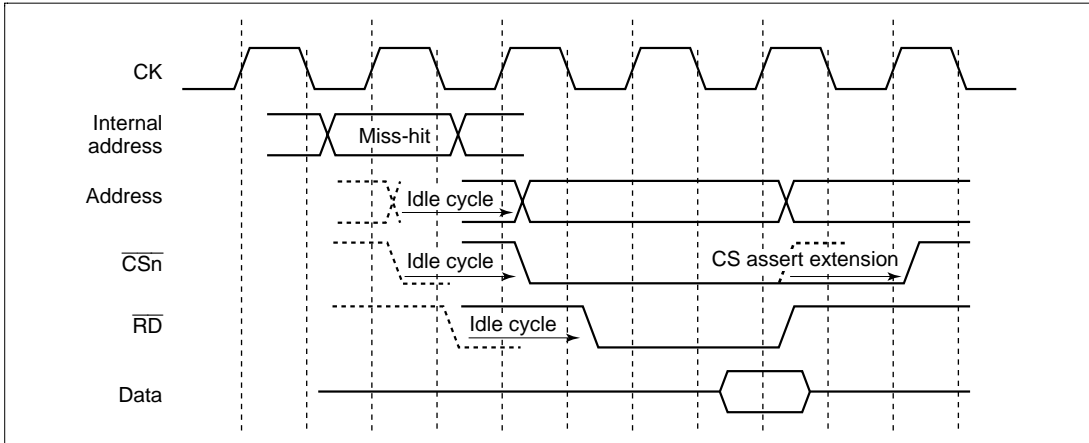 CK
Internal
address
Miss-hit
Address
Idle cycle
CSn
Idle cycle
CS assert extension
RD
Idle cycle
Data